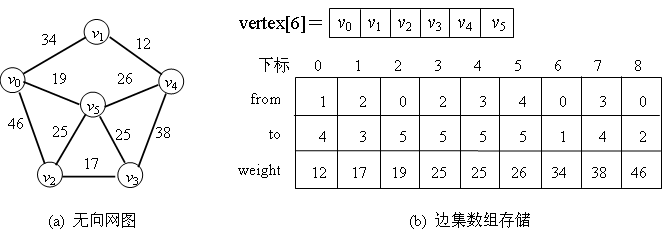 vertex[6]= v0 v1 v2 v3 v4 v5
v1
34
12
v0
19
26
v4
v5
46
25
25
38
17
v2
v3
(a) 无向网图
下标 0 1 2 3 4 5 6 7 8
from 1 2 0 2 3 4 0 3 0
to 4 3 5 5 5 5 1 4 2
weight 12 17 19 25 25 26 34 38 46
(b) 边集数组存储